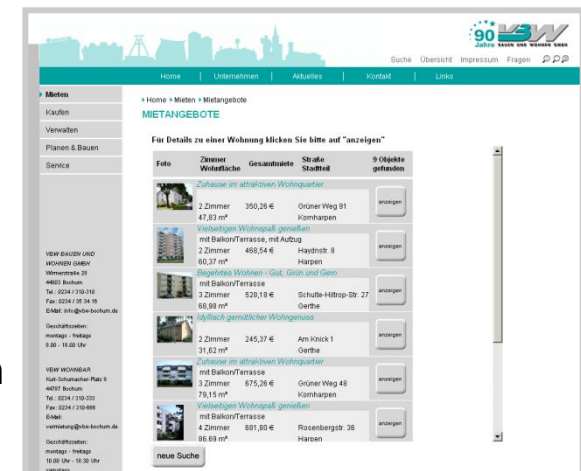 90
Jahre
VBW
BAUEN UND WOHNEN GMBH
Suche Übersicht Impressum Fragen
Home | Unternehmen | Aktuelles | Kontakt | Links
Mieten
Kaufen
Verwalten
Planen & Bauen
Service
VBW BAUEN UND
WOHNEN GMBH
Wirmerstraße 28
44803 Bochum
Tel.: 0234 / 310-310
Fax: 0234 / 35 34 19
E-Mail: info@vbw-bochum.de
Geschäftszeiten:
montags - freitags
9.00 - 18.00 Uhr
VBW WOHNBAR
Kurt-Schumacher-Platz 9
44787 Bochum
Tel.: 0234 / 310-333
Fax: 0234 / 310-666
E-Mail:
vermietung@vbw-bochum.de
Geschäftszeiten:
montags - freitags
10.00 Uhr - 18.30 Uhr
samstags
Home Mieten Mietangebote
MIETANGEBOTE
Für Details zu einer Wohnung klicken Sie bitte auf "anzeigen"
Foto Zimmer Wohnfläche Gesamtmiete Straße Stadtteil 9 Objekte gefunden
Zuhause im attraktiven Wohnquartier
2 Zimmer 350,26 € Grüner Weg 91 anzeigen
47,83 m² Kornharpen
Vielseitigen Wohnspaß genießen
mit Balkon/Terrasse, mit Aufzug
2 Zimmer 468,54 € Haydnstr. 8 anzeigen
60,37 m² Harpen
Begehrtes Wohnen - Gut, Grün und Gern
mit Balkon/Terrasse
3 Zimmer 528,18 € Schulte-Hiltrop-Str. 27 anzeigen
68,98 m² Gerthe
Idyllisch gemütlicher Wohngenuss
2 Zimmer 245,37 € Am Knick 1 anzeigen
31,62 m² Gerthe
Zuhause im attraktiven Wohnquartier
mit Balkon/Terrasse
3 Zimmer 675,26 € Grüner Weg 48 anzeigen
79,15 m² Kornharpen
Vielseitigen Wohnspaß genießen
mit Balkon/Terrasse
4 Zimmer 681,80 € Rosenbergstr. 36 anzeigen
86,69 m² Harpen
neue Suche